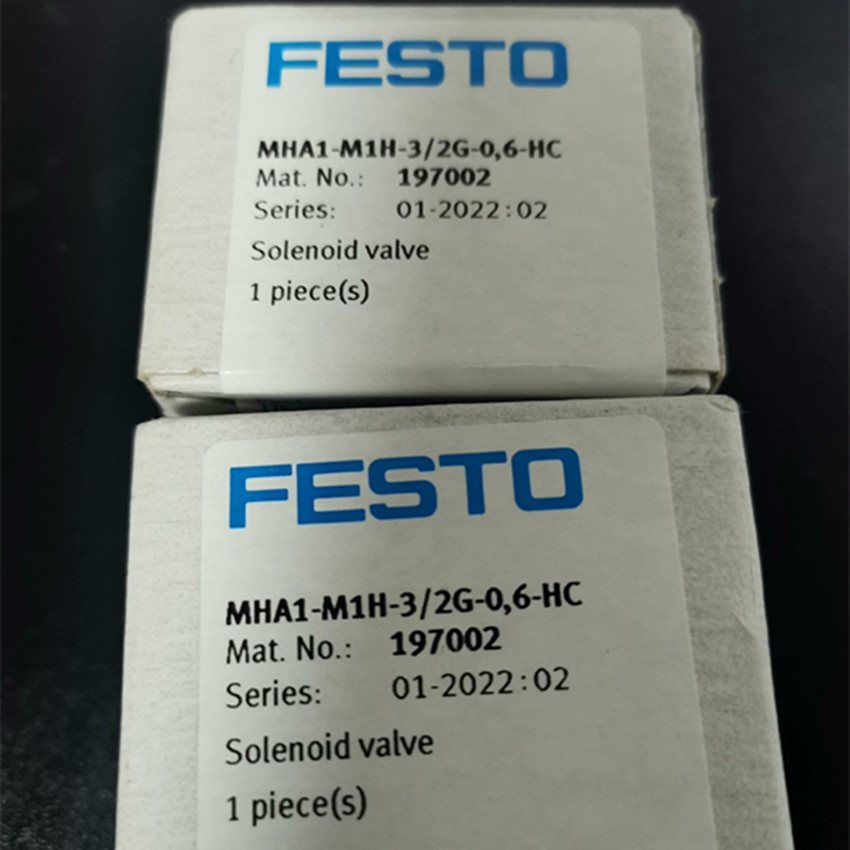 FESTO
MHA1-M1H-3/2G-0,6-HC
Mat. No.: 197002
Series: 01-2022:02
Solenoid valve
1 piece(s)
FESTO
MHA1-M1H-3/2G-0,6-HC
Mat. No.: 197002
Series: 01-2022:02
Solenoid valve
1 piece(s)